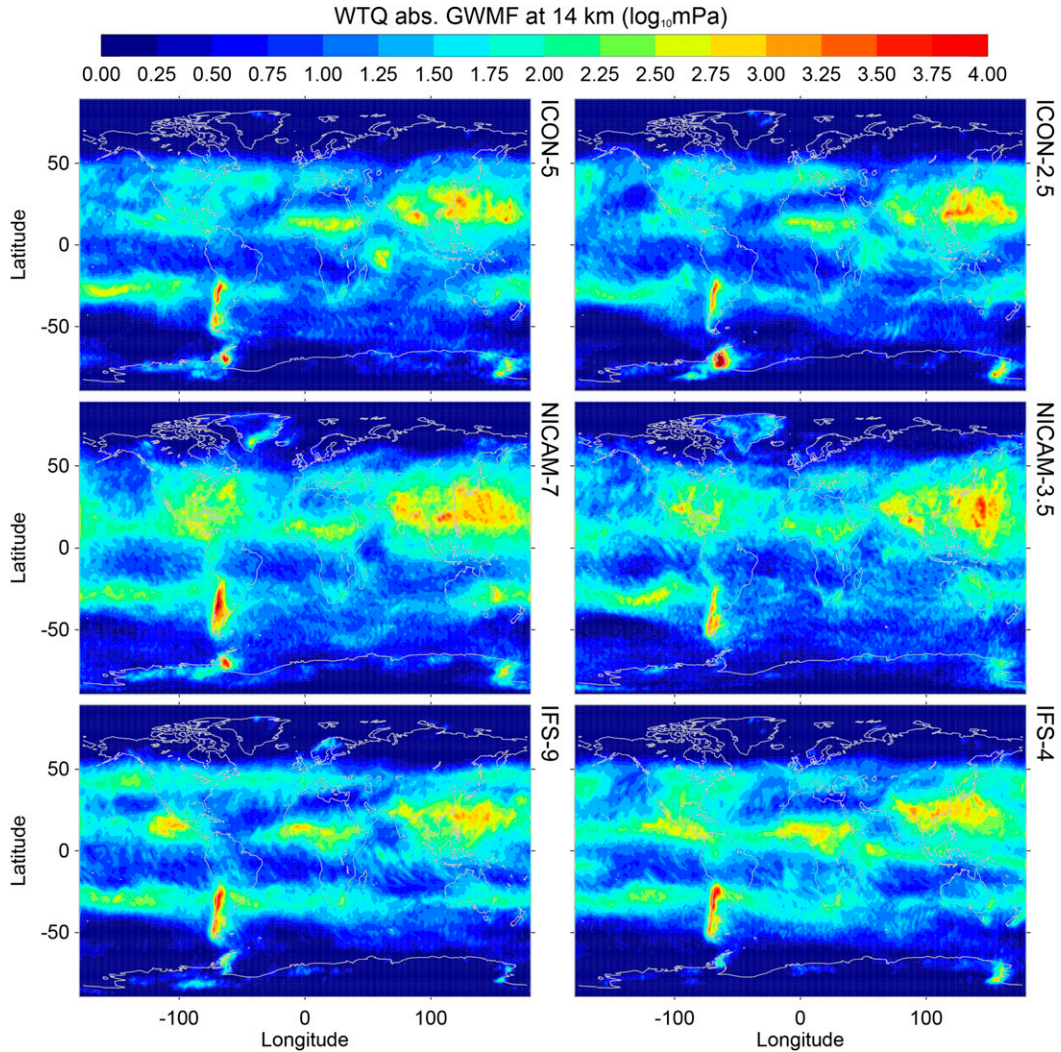 WTQ abs. GWMF at 14 km (log₁₀mPa)
0.00 0.25 0.50 0.75 1.00 1.25 1.50 1.75 2.00 2.25 2.50 2.75 3.00 3.25 3.50 3.75 4.00
Latitude
50
0
-50
ICON-5
ICON-2.5
Latitude
50
0
-50
NICAM-7
NICAM-3.5
Latitude
50
0
-50
IFS-9
IFS-4
-100 0 100
-100 0 100
Longitude
Longitude